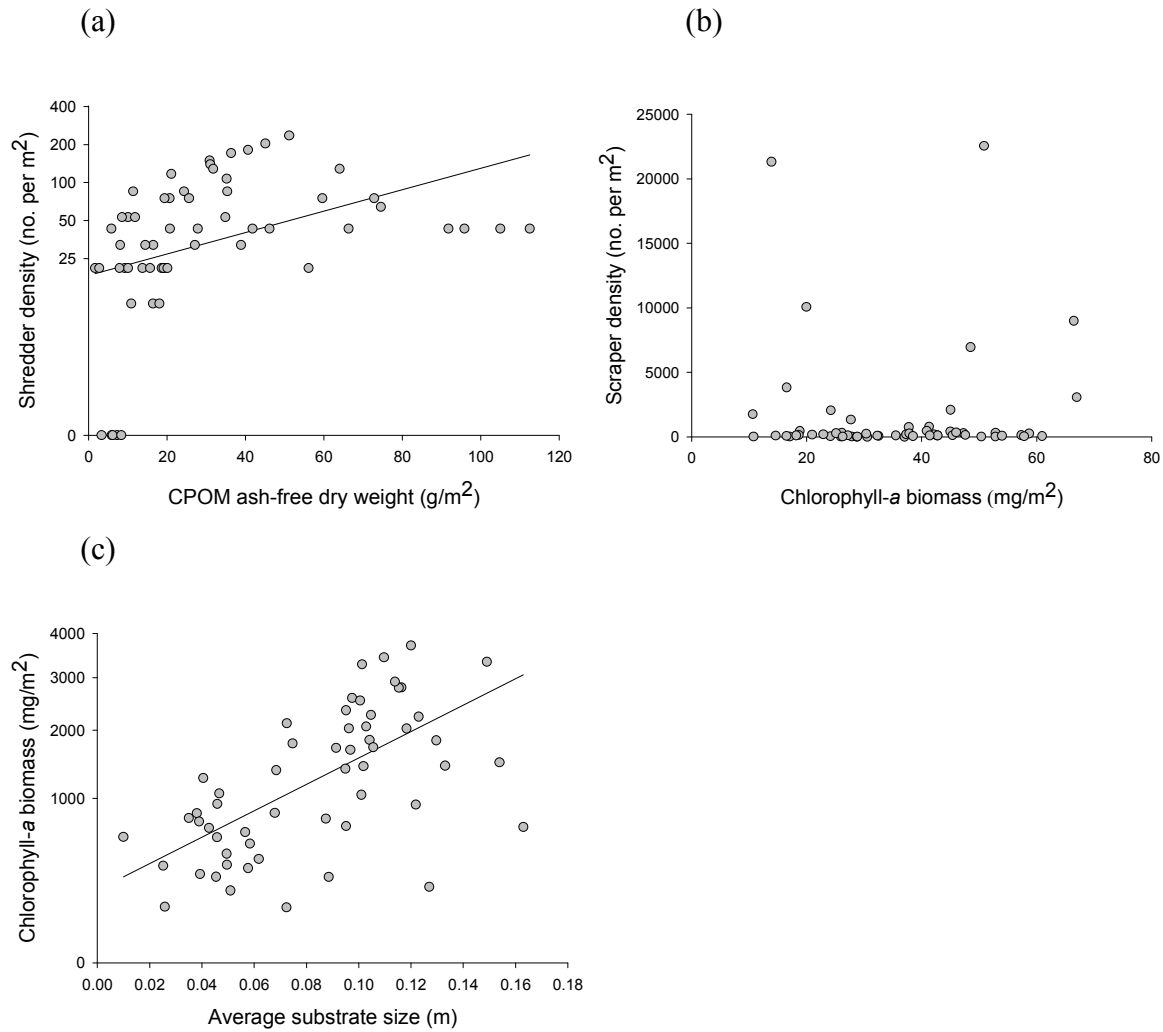 (a)
Shredder density (no. per m²)
400
200
100
50
25
0
0 20 40 60 80 100 120
CPOM ash-free dry weight (g/m²)
(b)
Scraper density (no. per m²)
25000
20000
15000
10000
5000
0
0 20 40 60 80
Chlorophyll-a biomass (mg/m²)
(c)
Chlorophyll-a biomass (mg/m²)
4000
3000
2000
1000
0
0.00 0.02 0.04 0.06 0.08 0.10 0.12 0.14 0.16 0.18
Average substrate size (m)